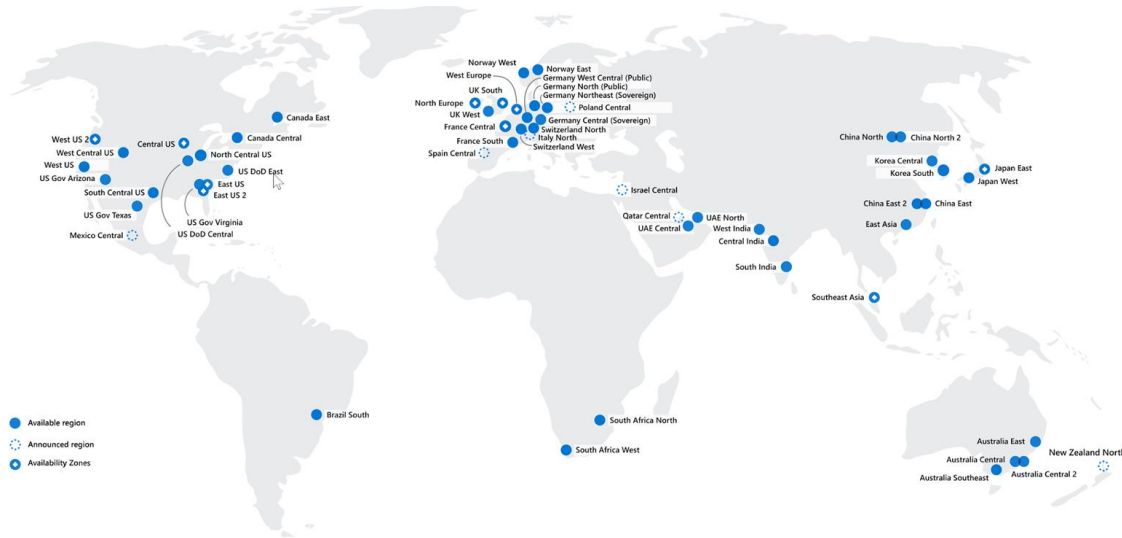 Canada East
West US 2
Central US
Canada Central
West Central US
North Central US
West US
US DoD East
US Gov Arizona
East US
South Central US
East US 2
US Gov Texas
US Gov Virginia
Mexico Central
US DoD Central
Brazil South
Norway West
Norway East
West Europe
Germany West Central (Public)
UK South
Germany North (Public)
Germany Northeast (Sovereign)
North Europe
Poland Central
UK West
Germany Central (Sovereign)
France Central
Switzerland North
Italy North
France South
Switzerland West
Spain Central
Israel Central
Qatar Central
UAE North
UAE Central
West India
Central India
South India
South Africa North
South Africa West
China North
China North 2
Korea Central
Korea South
Japan East
Japan West
China East 2
China East
East Asia
Southeast Asia
Australia East
New Zealand North
Australia Central
Australia Central 2
Australia Southeast
Available region
Announced region
Availability Zones